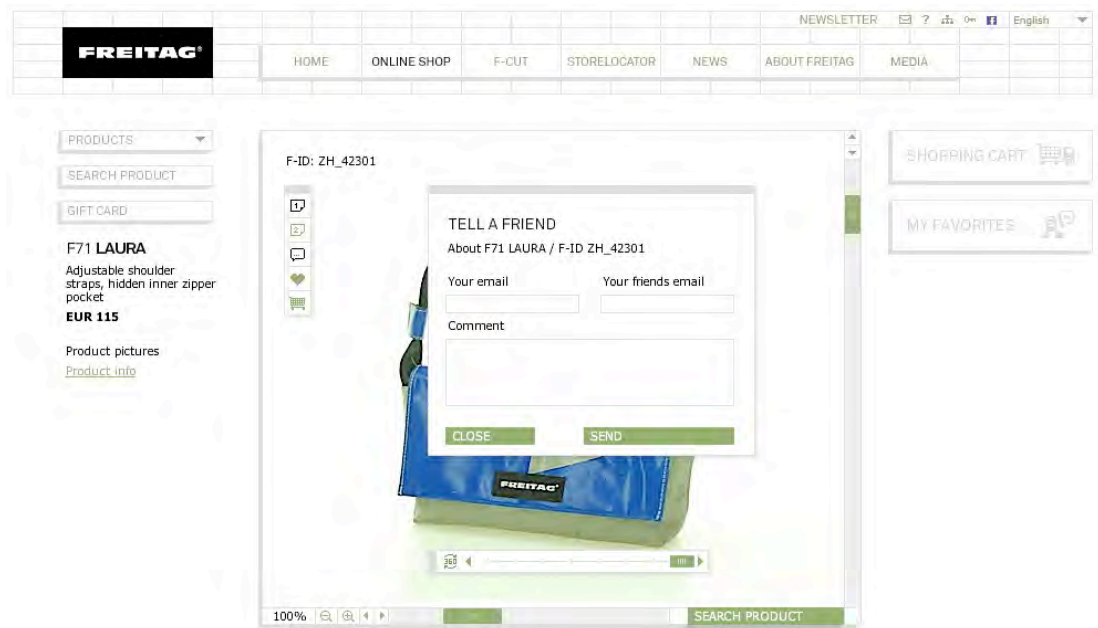 NEWSLETTER ? English
FREITAG®
HOME ONLINE SHOP F-CUT STORELOCATOR NEWS ABOUT FREITAG MEDIA
PRODUCTS
SEARCH PRODUCT
GIFT CARD
F71 LAURA
Adjustable shoulder
straps, hidden inner zipper
pocket
EUR 115
Product pictures
Product info
F-ID: ZH_42301
1
2
TELL A FRIEND
About F71 LAURA / F-ID ZH_42301
Your email Your friends email
Comment
CLOSE SEND
FREITAG®
360
100% SEARCH PRODUCT
SHOPPING CART
MY FAVORITES